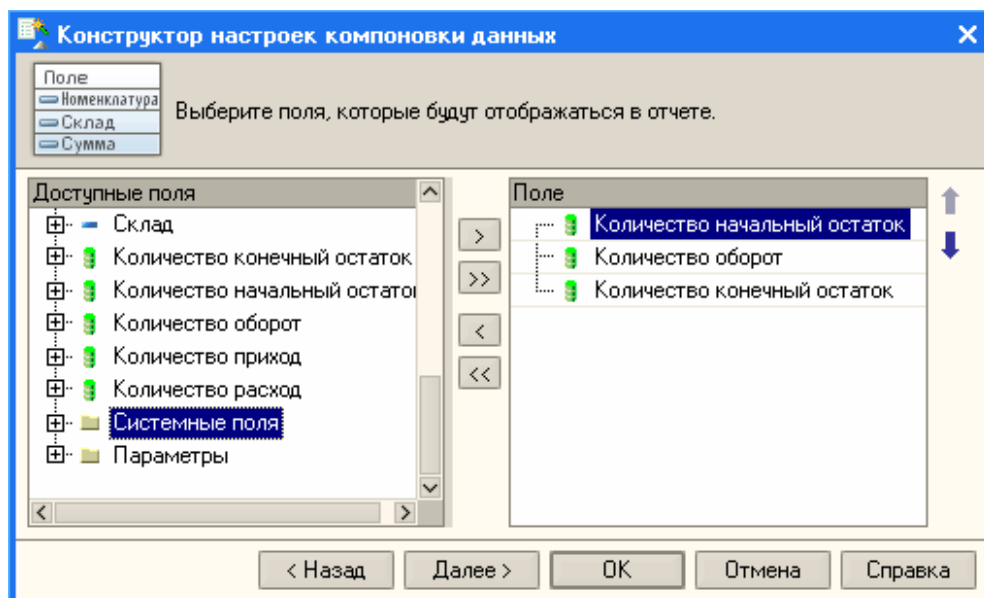 Конструктор настроек компоновки данных
Поле
Номенклатура
Склад
Сумма
Выберите поля, которые будут отображаться в отчете.
Доступные поля
Склад
Количество конечный остаток
Количество начальный остато
Количество оборот
Количество приход
Количество расход
Системные поля
Параметры
>
>>
<
<<
Поле
Количество начальный остаток
Количество оборот
Количество конечный остаток
< Назад
Далее >
OK
Отмена
Справка